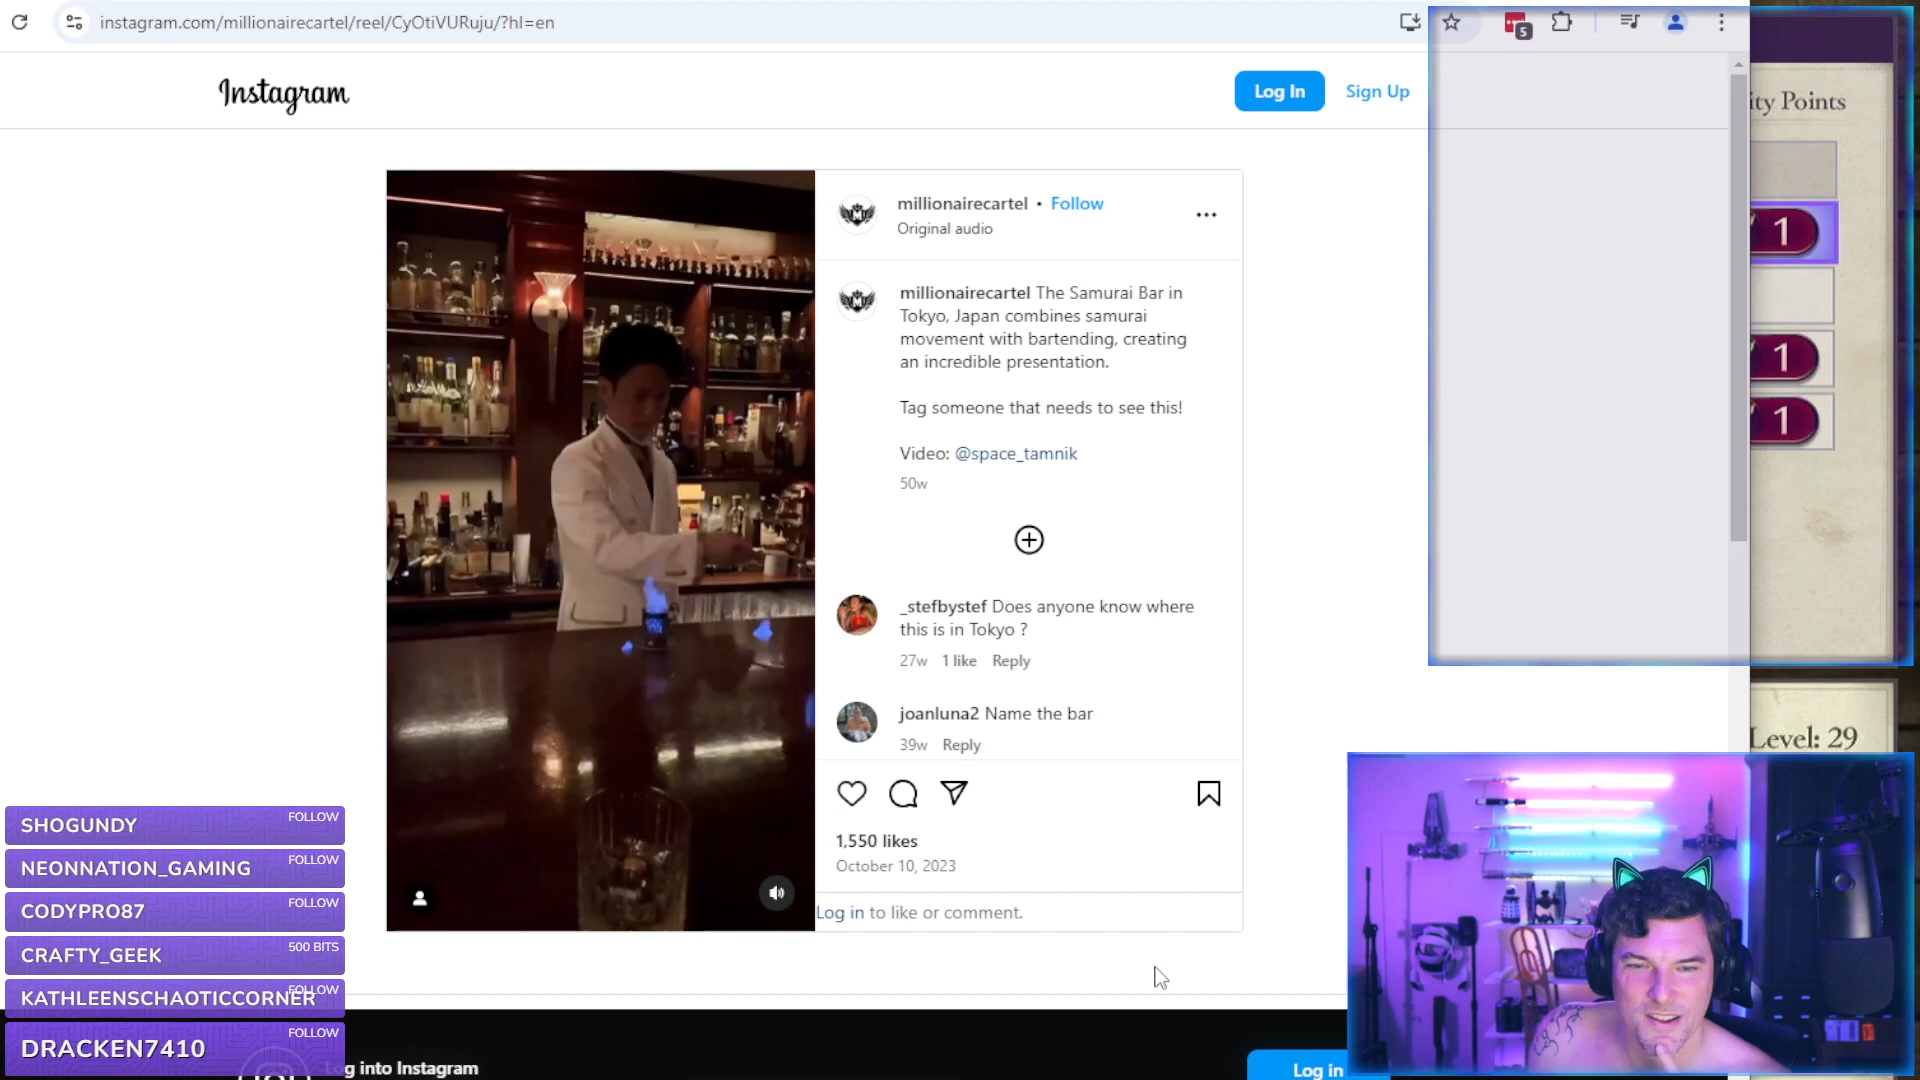 instagram.com/millionairecartel/reel/CyOtiVURuju/?hl=en
5
Instagram
Log In
Sign Up
ity Points
millionairecartel • Follow
Original audio
millionairecartel The Samurai Bar in
Tokyo, Japan combines samurai
movement with bartending, creating
an incredible presentation.
Tag someone that needs to see this!
Video: @space_tamnik
50w
_stefbystef Does anyone know where
this is in Tokyo ?
27w 1 like Reply
joanluna2 Name the bar
39w Reply
1,550 likes
October 10, 2023
Log in to like or comment.
1
1
1
Level: 29
SHOGUNDY FOLLOW
NEONNATION_GAMING FOLLOW
CODYPRO87 FOLLOW
CRAFTY_GEEK 500 BITS
KATHLEENSCHAOTICCORNER FOLLOW
DRACKEN7410 FOLLOW
og into Instagram
Log in